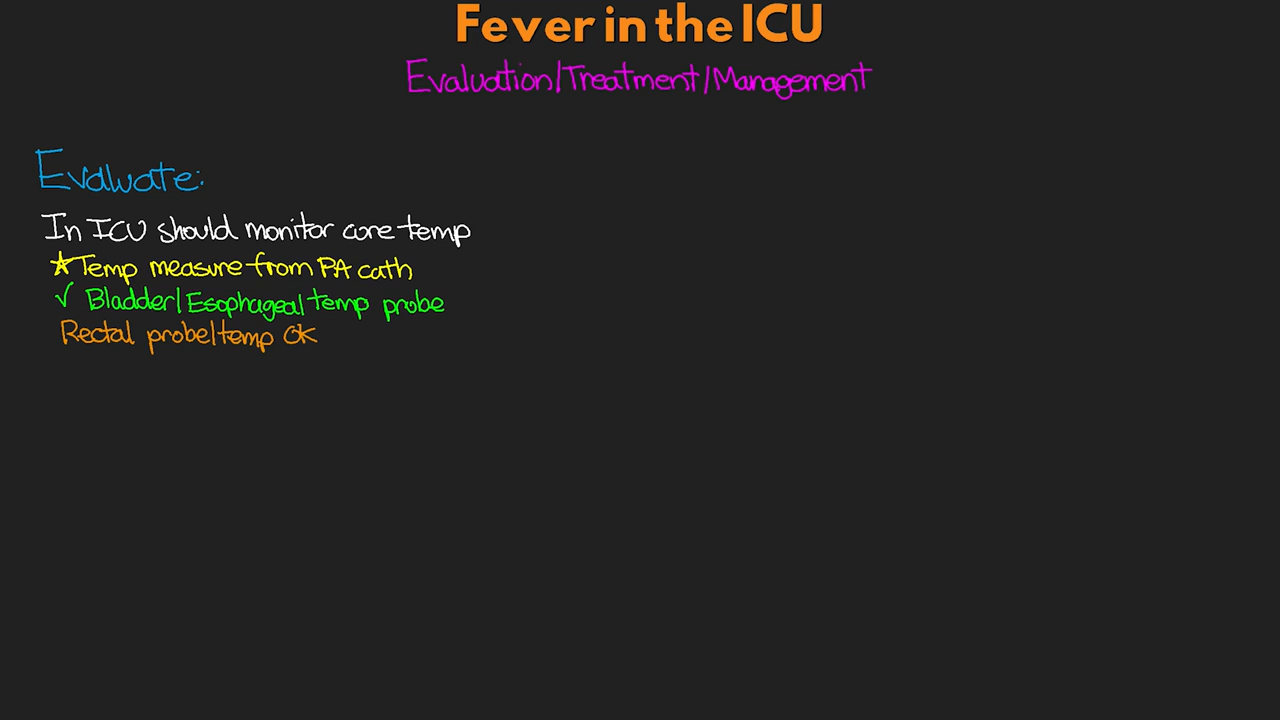 Fever in the ICU
Evaluation/Treatment/Management
Evaluate:
In ICU should monitor core temp
★Temp measure from PA cath
✓ Bladder/Esophageal temp probe
Rectal probe/temp OK